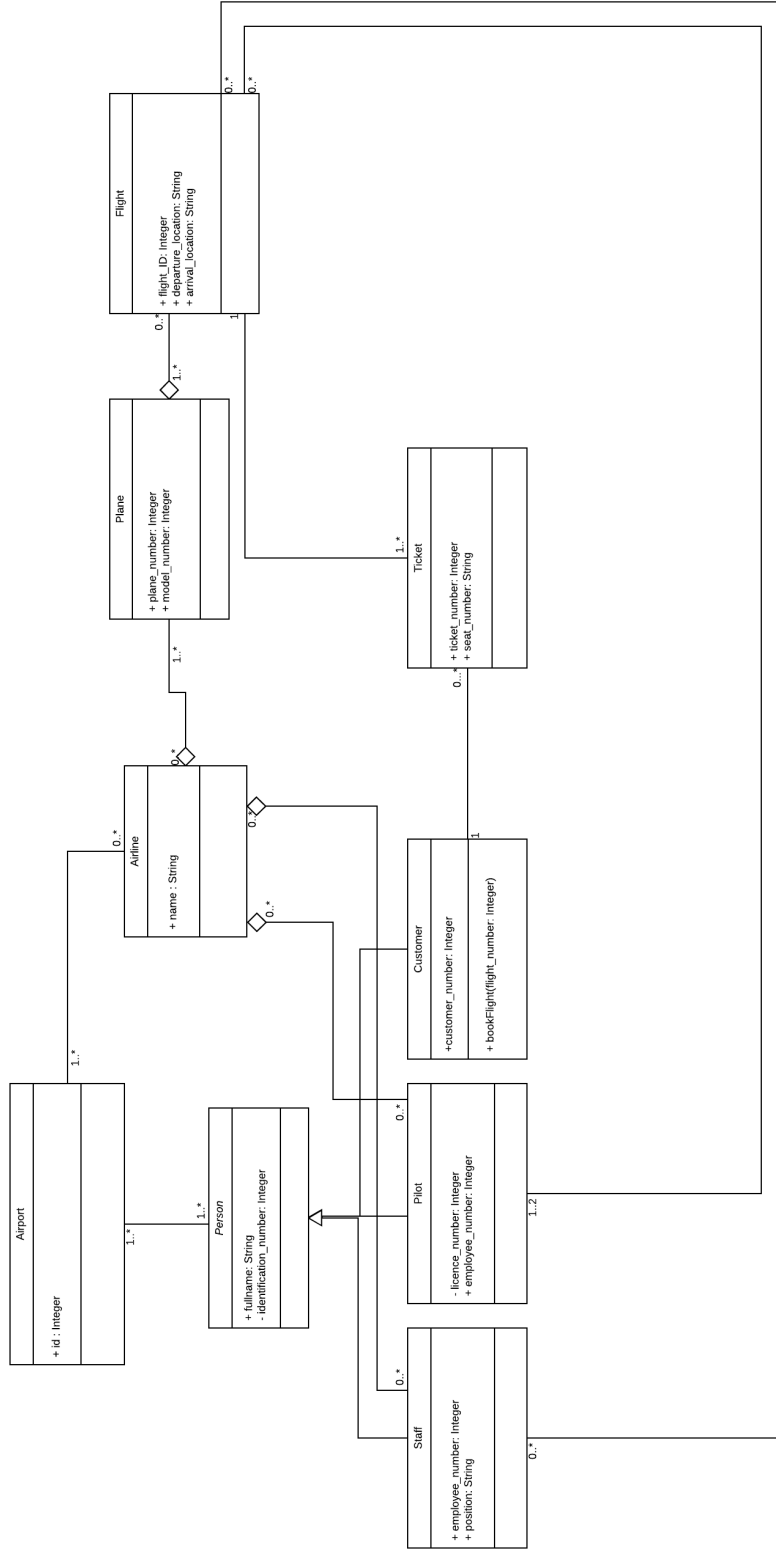 Airport
+ id : Integer
1..*
1..*
0..*
Airline
+ name : String
0..*
0..*
0..*
1..*
Plane
+ plane_number: Integer
+ model_number: Integer
1..*
0..*
Flight
+ flight_ID: Integer
+ departure_location: String
+ arrival_location: String
1
0..*
0..*
1..*
Person
+ fullname: String
- identification_number: Integer
Staff
+ employee_number: Integer
+ position: String
0..*
0..*
Pilot
- licence_number: Integer
+ employee_number: Integer
0..*
1..2
Customer
+customer_number: Integer
+ bookFlight(flight_number: Integer)
1
0...*
Ticket
+ ticket_number: Integer
+ seat_number: String
1..*